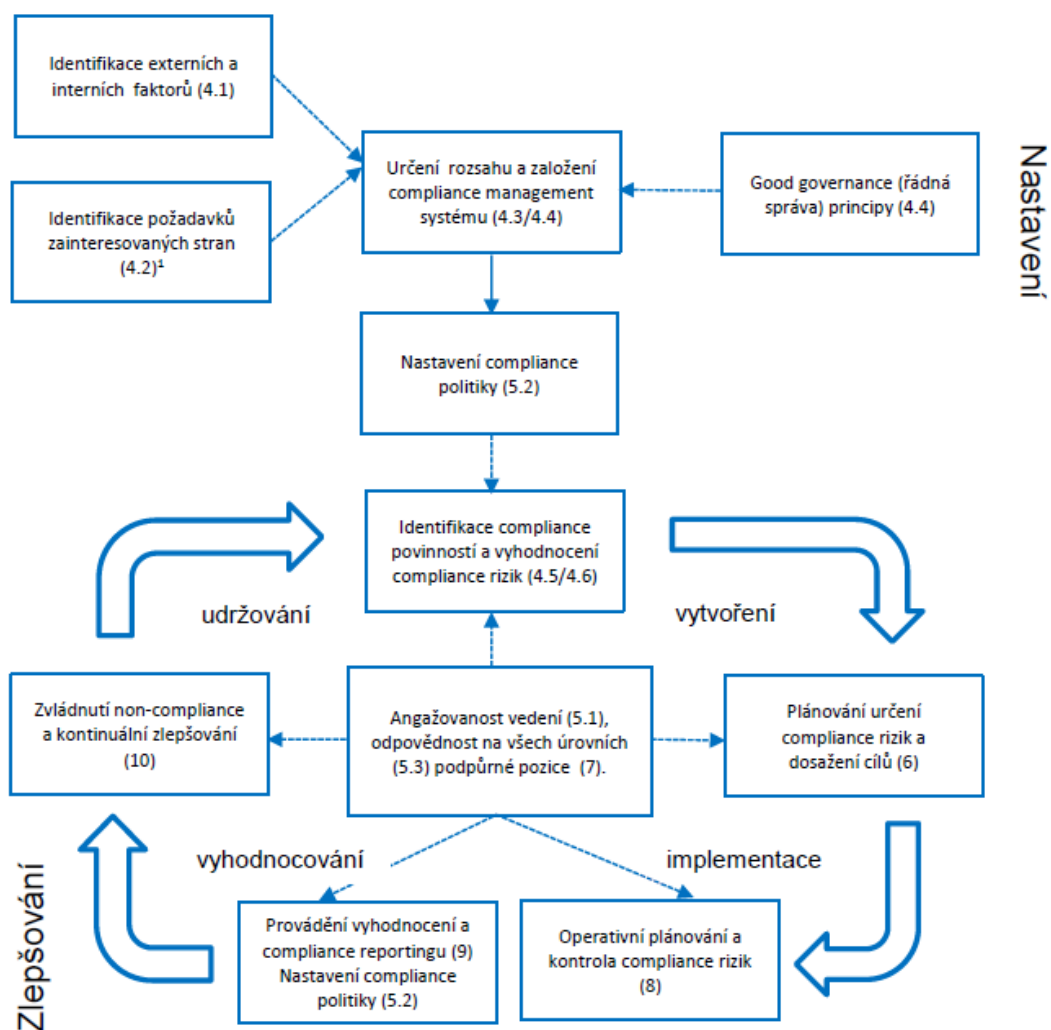 Identifikace externích a
interních faktorů (4.1)
Určení rozsahu a založení
compliance management
systému (4.3/4.4)
Good governance (řádná
správa) principy (4.4)
Nastavení
Identifikace požadavků
zainteresovaných stran
(4.2)¹
Nastavení compliance
politiky (5.2)
Identifikace compliance
povinností a vyhodnocení
compliance rizik (4.5/4.6)
udržování
vytvoření
Zvládnutí non-compliance
a kontinuální zlepšování
(10)
Angažovanost vedení (5.1),
odpovědnost na všech úrovních
(5.3) podpůrné pozice (7).
Plánování určení
compliance rizik a
dosažení cílů (6)
vyhodnocování
implementace
Zlepšování
Provádění vyhodnocení a
compliance reportingu (9)
Nastavení compliance
politiky (5.2)
Operativní plánování a
kontrola compliance rizik
(8)